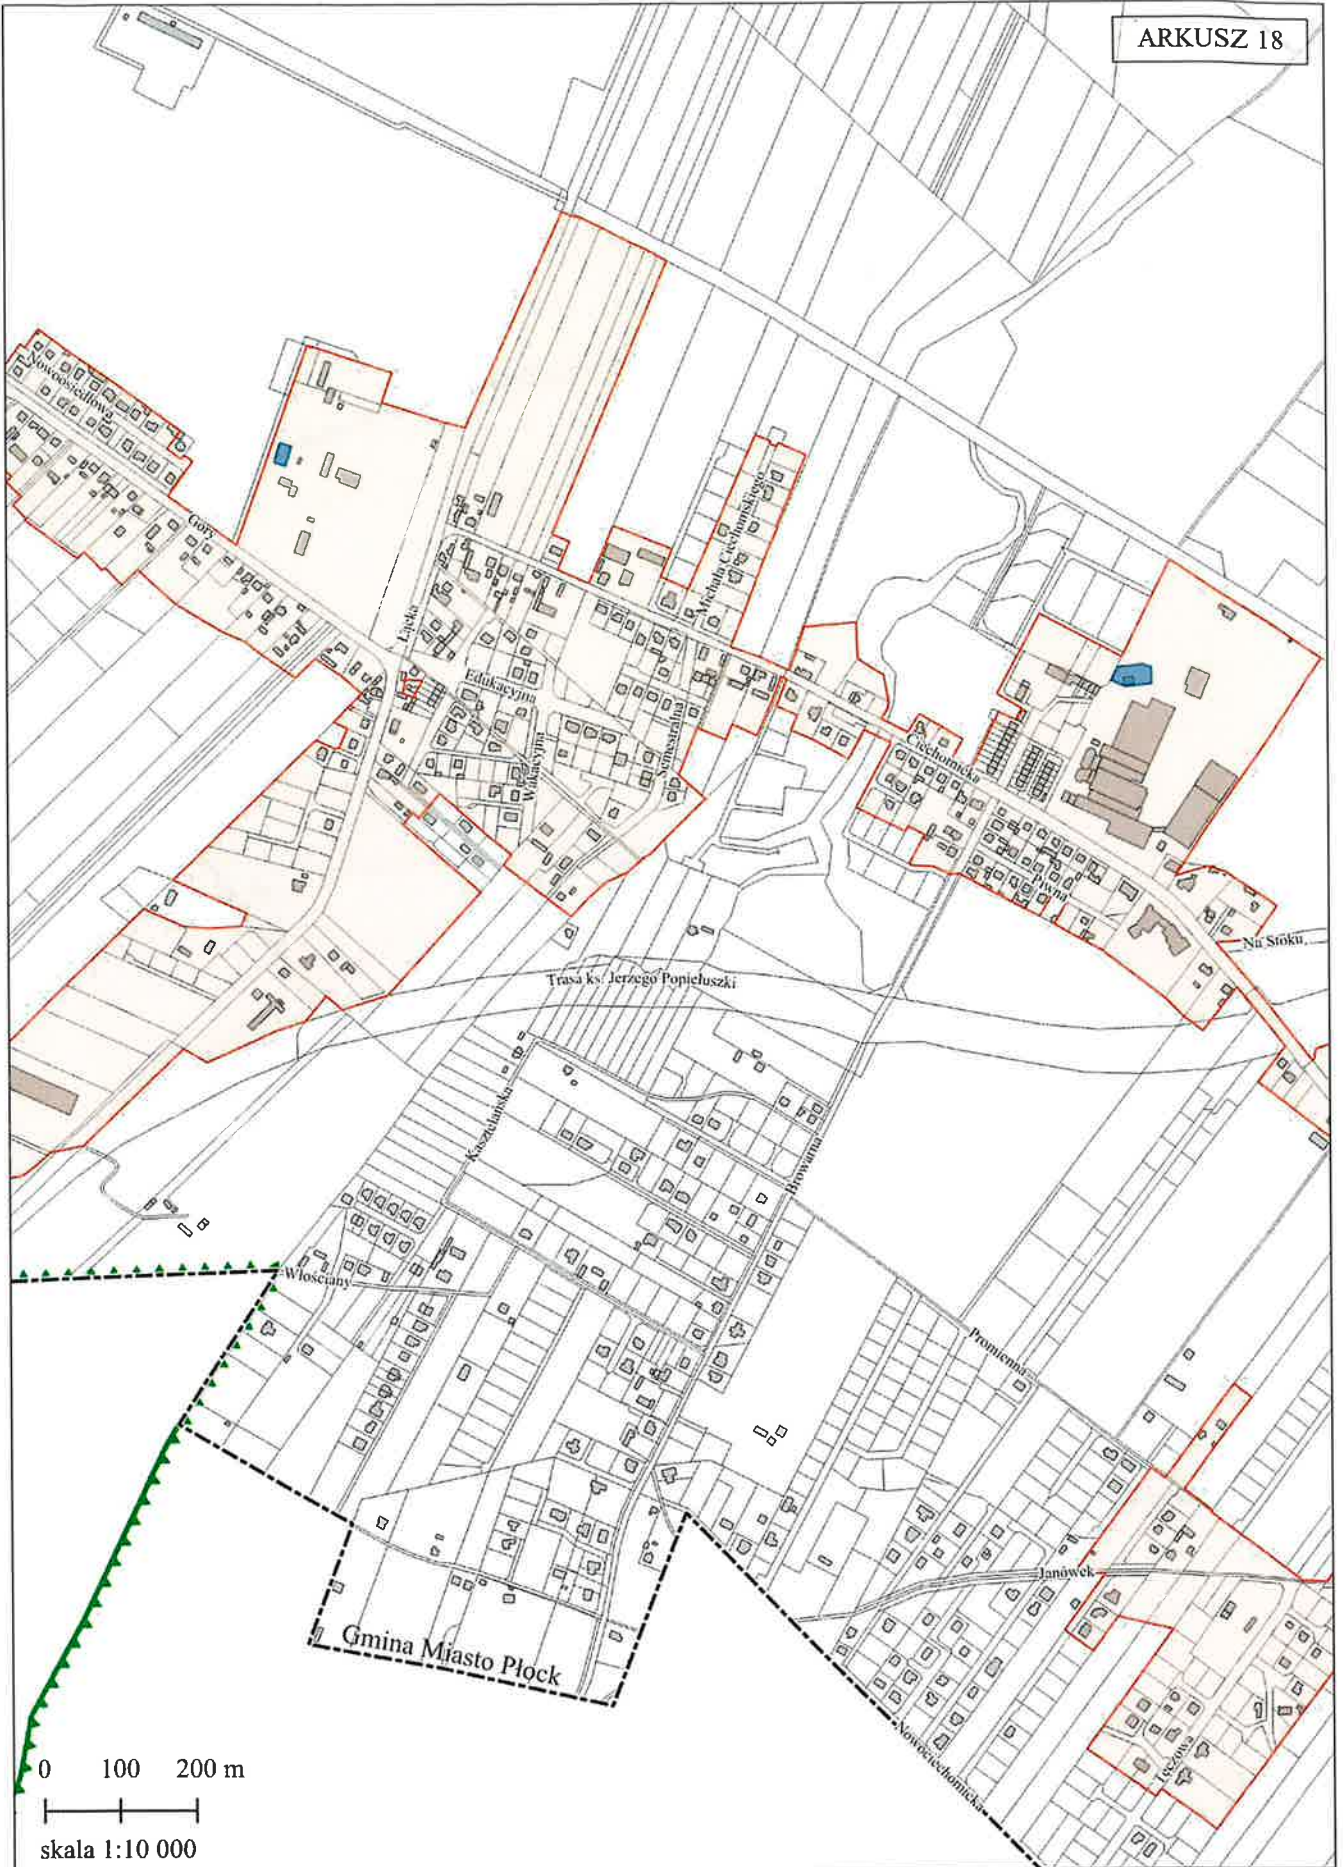 ARKUSZ 18
Nowoosiedlowa
Góry
Michała Ciechomskiego
Łącka
Edukacyjna
Semestralna
Wakacyjna
Ciechomicka
Piwna
Na Stoku
Trasa ks. Jerzego Popiełuszki
Kasztelańska
Browarna
Włościany
Promienna
Janówek
Gmina Miasto Płock
Nowociechomicka
Tęczowa
0 100 200 m
skala 1:10 000